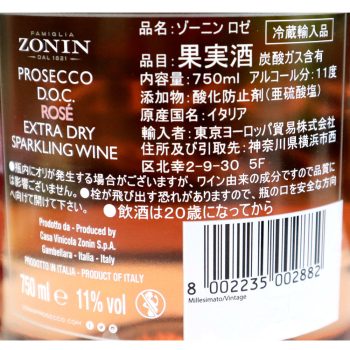 FAMIGLIA
ZONIN
DAL 1821
PROSECCO
D.O.C.
ROSÉ
EXTRA DRY
SPARKLING WINE
品名:ゾーニン ロゼ
冷蔵輸入品
品目:果実酒 炭酸ガス含有
内容量:750ml アルコール分:11度
添加物:酸化防止剤(亜硫酸塩)
原産国名:イタリア
輸入者:東京ヨーロッパ貿易株式会社
住所及び引取先:神奈川県横浜市西
区北幸2-9-30 5F
●瓶内にオリが発生する場合がございますが、ワイン由来の成分ですので品質に
影響ございません。●栓が飛び出す恐れがありますので、瓶の口を安全な方向
へ向けて開けて下さい。
●飲酒は20歳になってから
Prodotto da - Produced by
Casa Vinicola Zonin S.p.A.
Gambellara - Italia - Italy
PRODOTTO IN ITALIA - PRODUCT OF ITALY
750 ml e 11% vol
8 002235 002882
Millesimato/Vintage